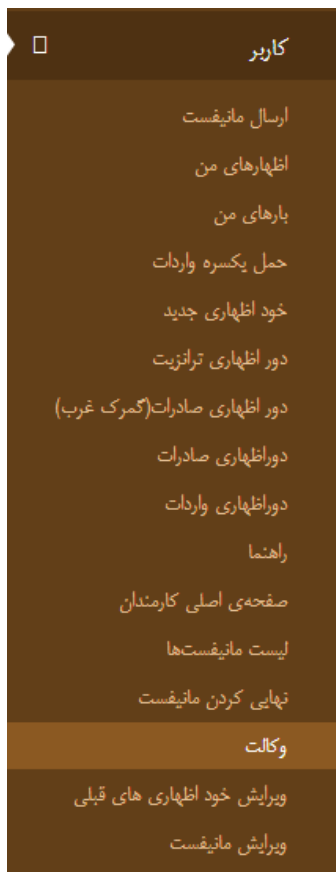 کاربر
ارسال مانیفست
اظهارهای من
بارهای من
حمل یکسره واردات
خود اظهاری جدید
دور اظهاری ترانزیت
دور اظهاری صادرات(گمرک غرب)
دوراظهاری صادرات
دوراظهاری واردات
راهنما
صفحه‌ی اصلی کارمندان
لیست مانیفست‌ها
نهایی کردن مانیفست
وکالت
ویرایش خود اظهاری های قبلی
ویرایش مانیفست